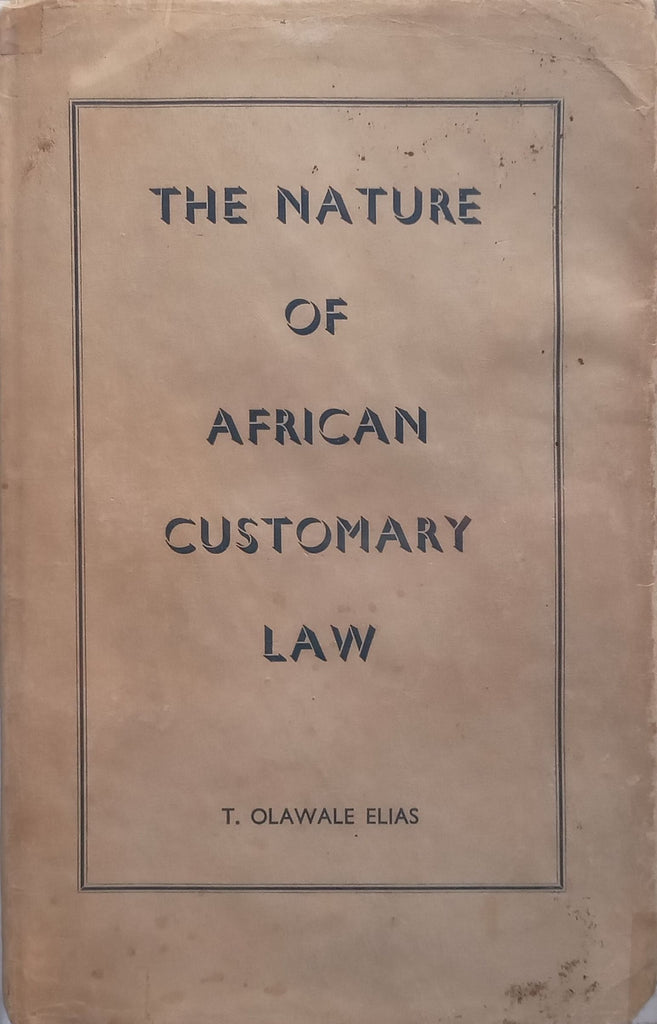 THE NATURE
OF
AFRICAN
CUSTOMARY
LAW
T. OLAWALE ELIAS